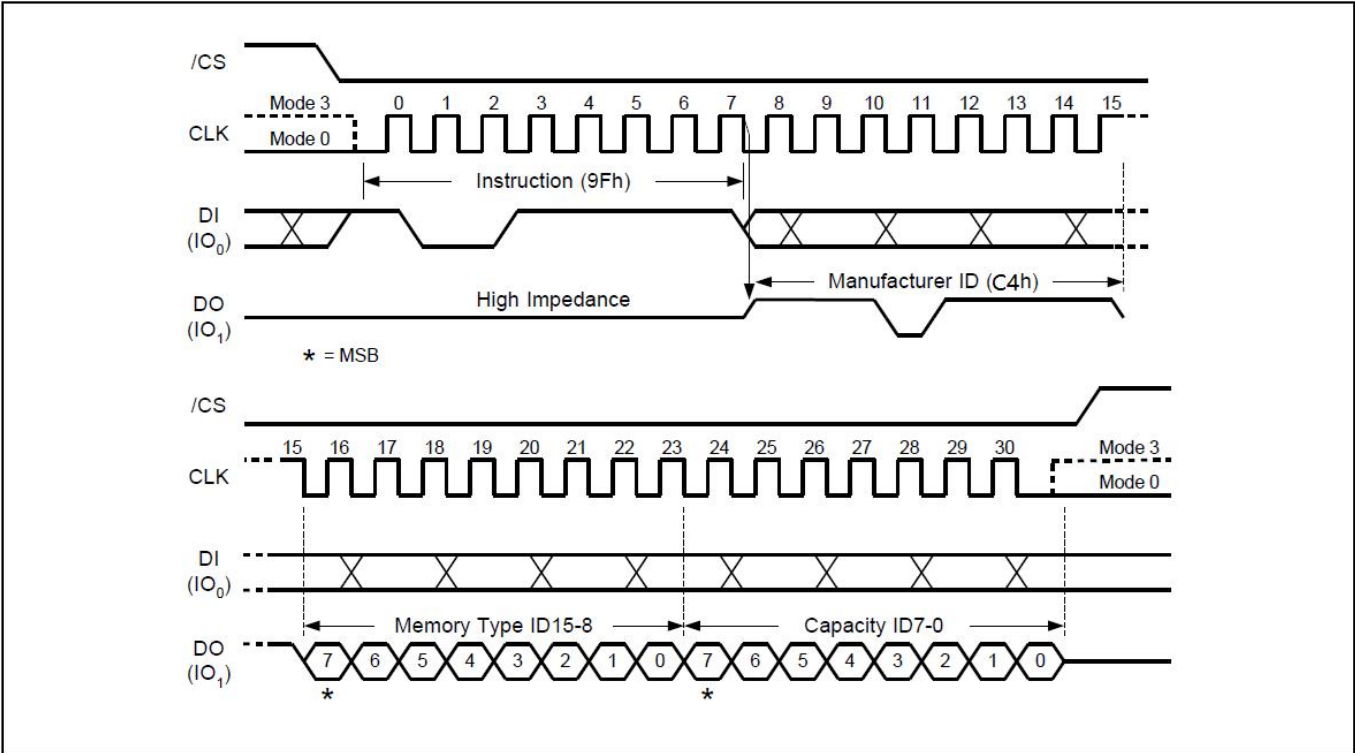 /CS
Mode 3
0 1 2 3 4 5 6 7 8 9 10 11 12 13 14 15
CLK
Mode 0
Instruction (9Fh)
DI
(IO0)
Manufacturer ID (C4h)
DO
High Impedance
(IO1)
* = MSB
/CS
15 16 17 18 19 20 21 22 23 24 25 26 27 28 29 30
Mode 3
CLK
Mode 0
DI
(IO0)
Memory Type ID15-8
Capacity ID7-0
DO
7 6 5 4 3 2 1 0 7 6 5 4 3 2 1 0
(IO1)
* *